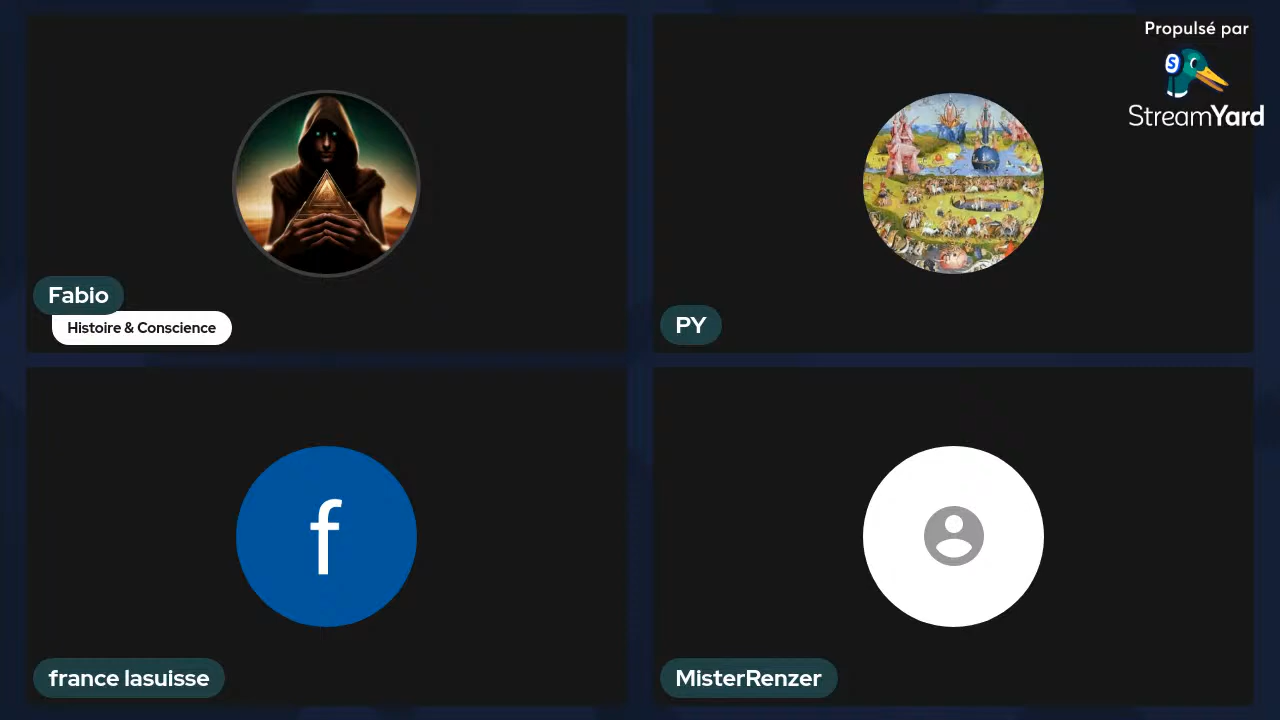 Propulsé par
S
StreamYard
Fabio
Histoire & Conscience
PY
f
france lasuisse
MisterRenzer